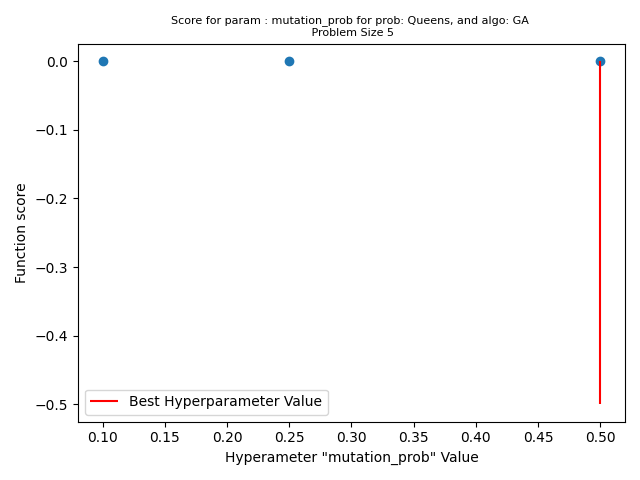 Score for param : mutation_prob for prob: Queens, and algo: GA
Problem Size 5
0.0
−0.1
−0.2
−0.3
−0.4
−0.5
Function score
Best Hyperparameter Value
0.10 0.15 0.20 0.25 0.30 0.35 0.40 0.45 0.50
Hyperameter "mutation_prob" Value